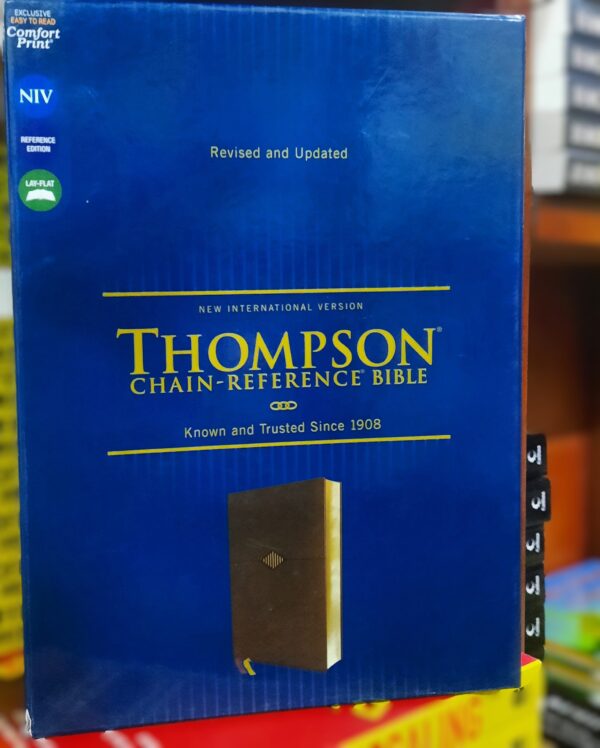 EXCLUSIVE
EASY TO READ
Comfort
Print®
NIV
REFERENCE
EDITION
LAY-FLAT
Revised and Updated
NEW INTERNATIONAL VERSION
THOMPSON®
CHAIN-REFERENCE® BIBLE
Known and Trusted Since 1908